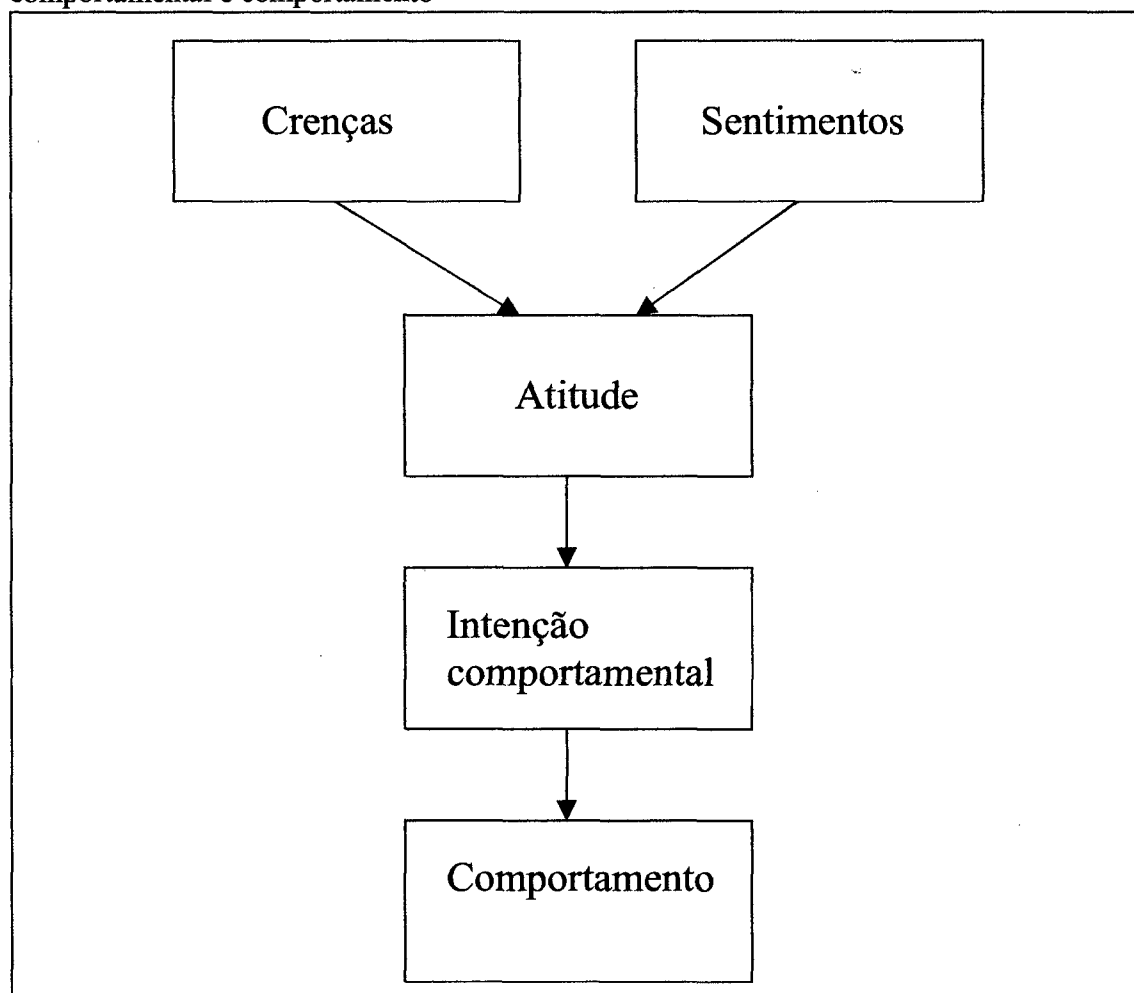 comportamental e comportamento
Crenças
Sentimentos
Atitude
Intenção
comportamental
Comportamento